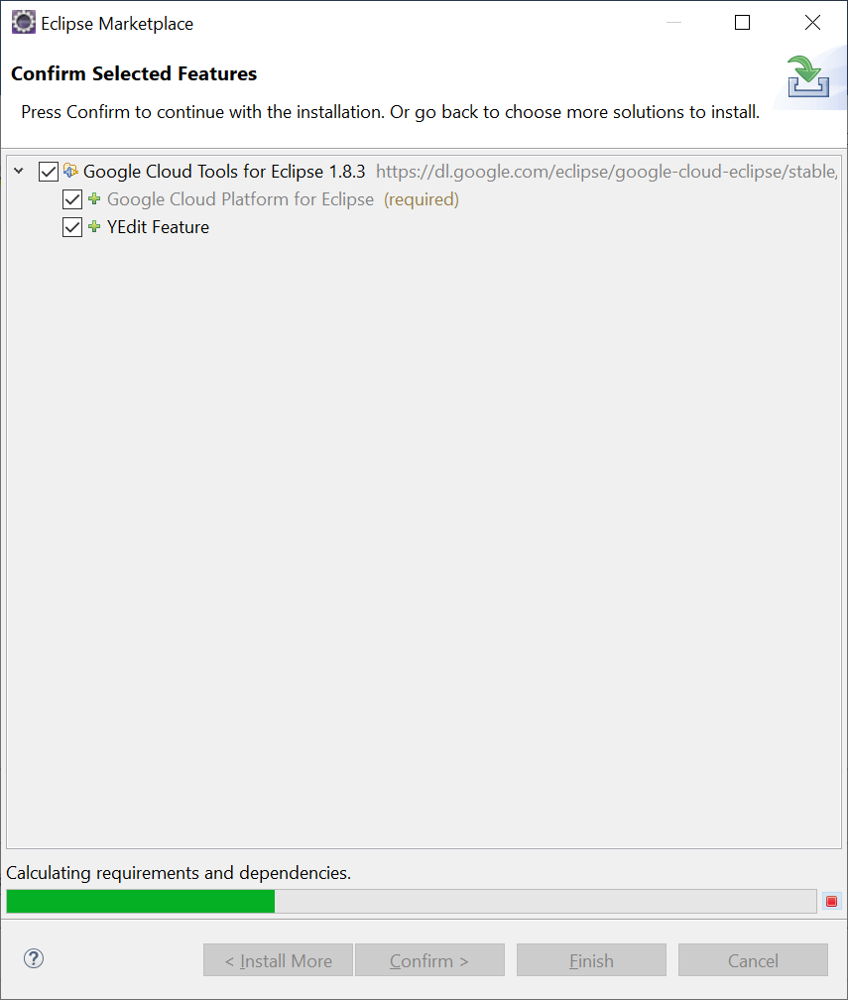 Eclipse Marketplace
Confirm Selected Features
Press Confirm to continue with the installation. Or go back to choose more solutions to install.
Google Cloud Tools for Eclipse 1.8.3 https://dl.google.com/eclipse/google-cloud-eclipse/stable,
Google Cloud Platform for Eclipse (required)
YEdit Feature
Calculating requirements and dependencies.
? < Install More Confirm > Finish Cancel